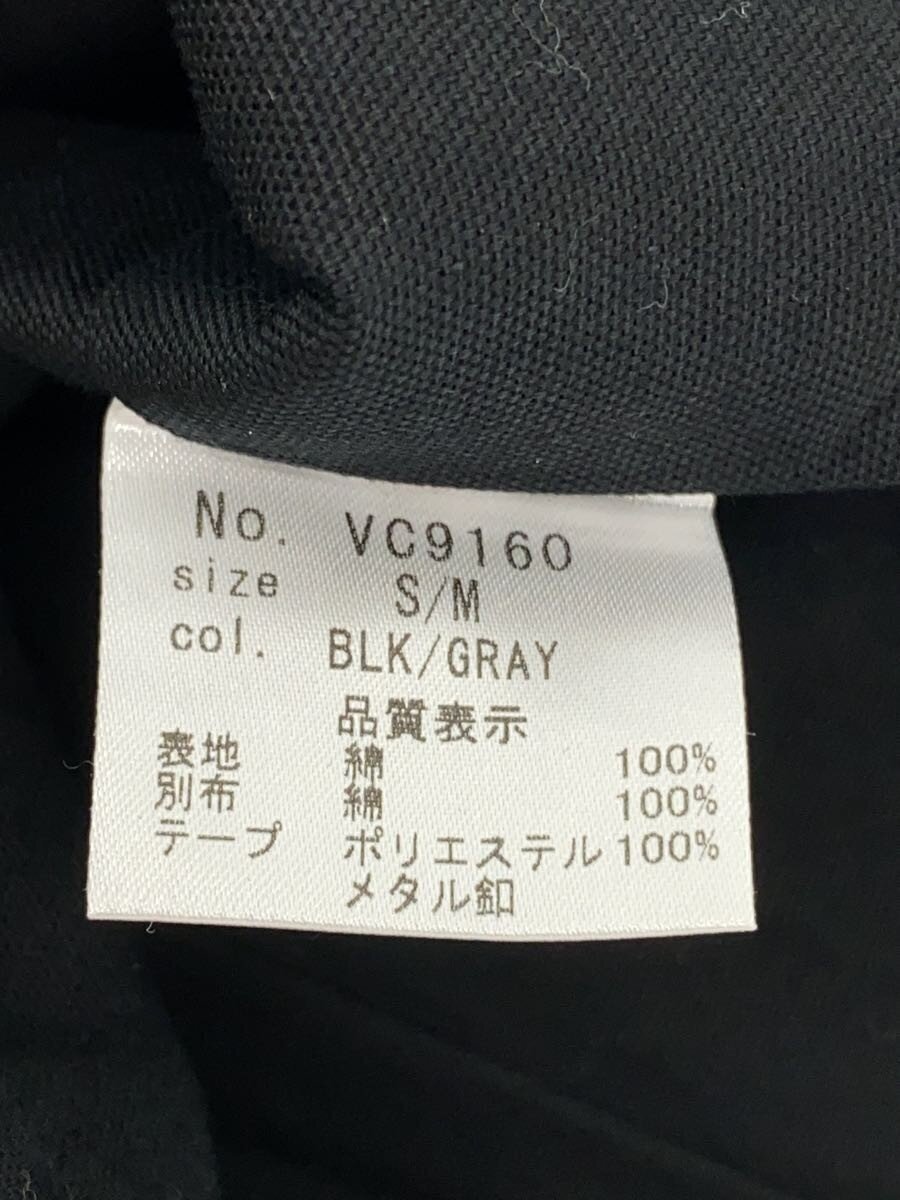 No. VC9160
size S/M
col. BLK/GRAY
品質表示
表地 綿 100%
別布 綿 100%
テープ ポリエステル 100%
メタル釦